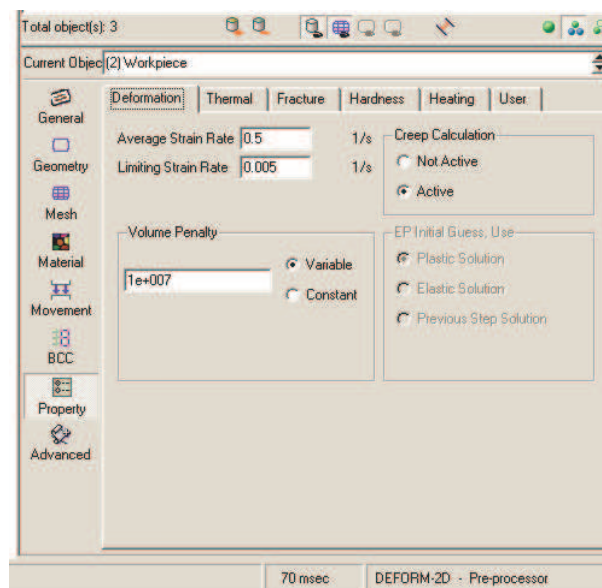 Total object(s): 3
Current Objec (2) Workpiece
General
Geometry
Mesh
Material
Movement
BCC
Property
Advanced
Deformation Thermal Fracture Hardness Heating User
Average Strain Rate 0.5 1/s
Limiting Strain Rate 0.005 1/s
Creep Calculation
Not Active
Active
Volume Penalty
1e+007
Variable
Constant
EP Initial Guess, Use
Plastic Solution
Elastic Solution
Previous Step Solution
70 msec DEFORM-2D - Pre-processor